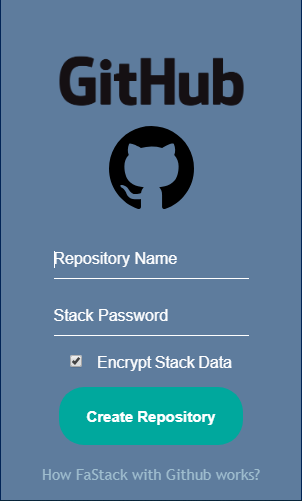 GitHub
Repository Name
Stack Password
Encrypt Stack Data
Create Repository
How FaStack with Github works?